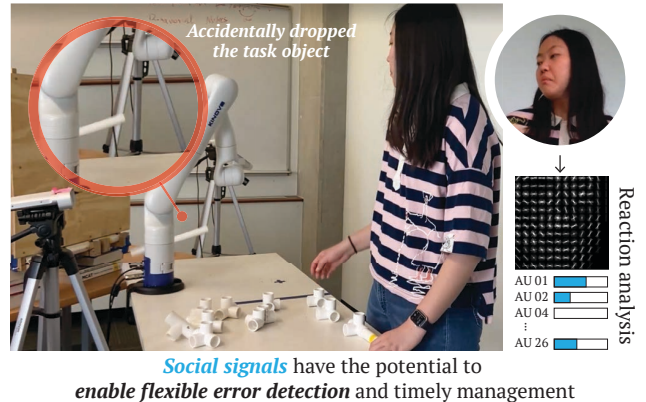 Accidentally dropped
the task object
KINOVA
AU 01
AU 02
AU 04
⋮
AU 26
Reaction analysis
Social signals have the potential to
enable flexible error detection and timely management